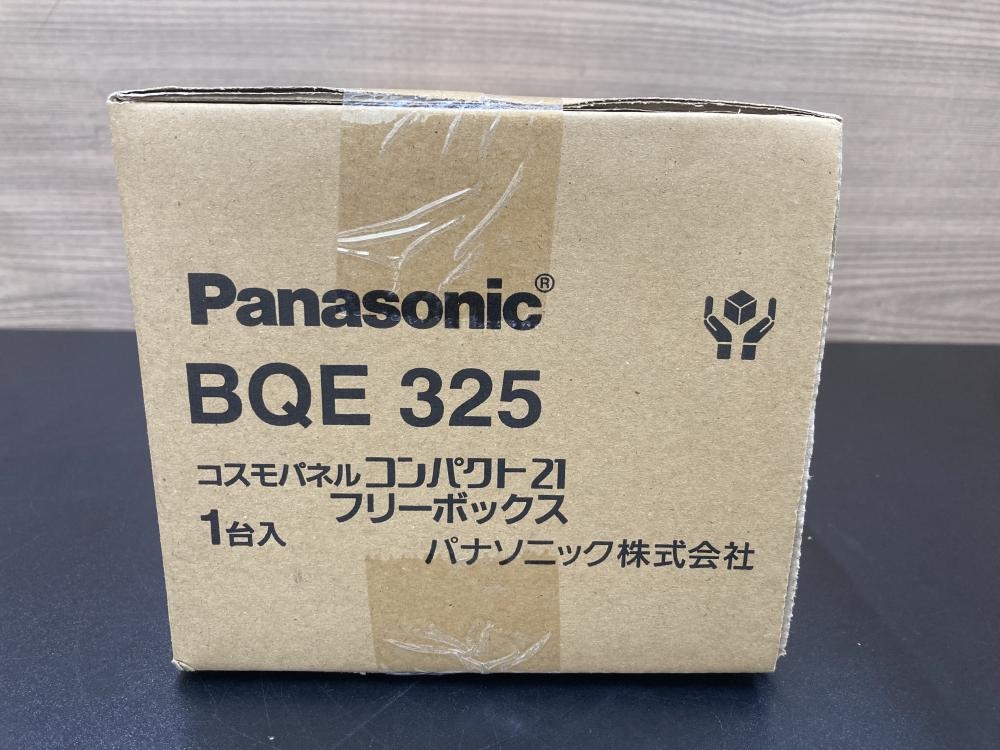 Panasonic®
BQE 325
コスモパネルコンパクト21
フリーボックス
1台入
パナソニック株式会社